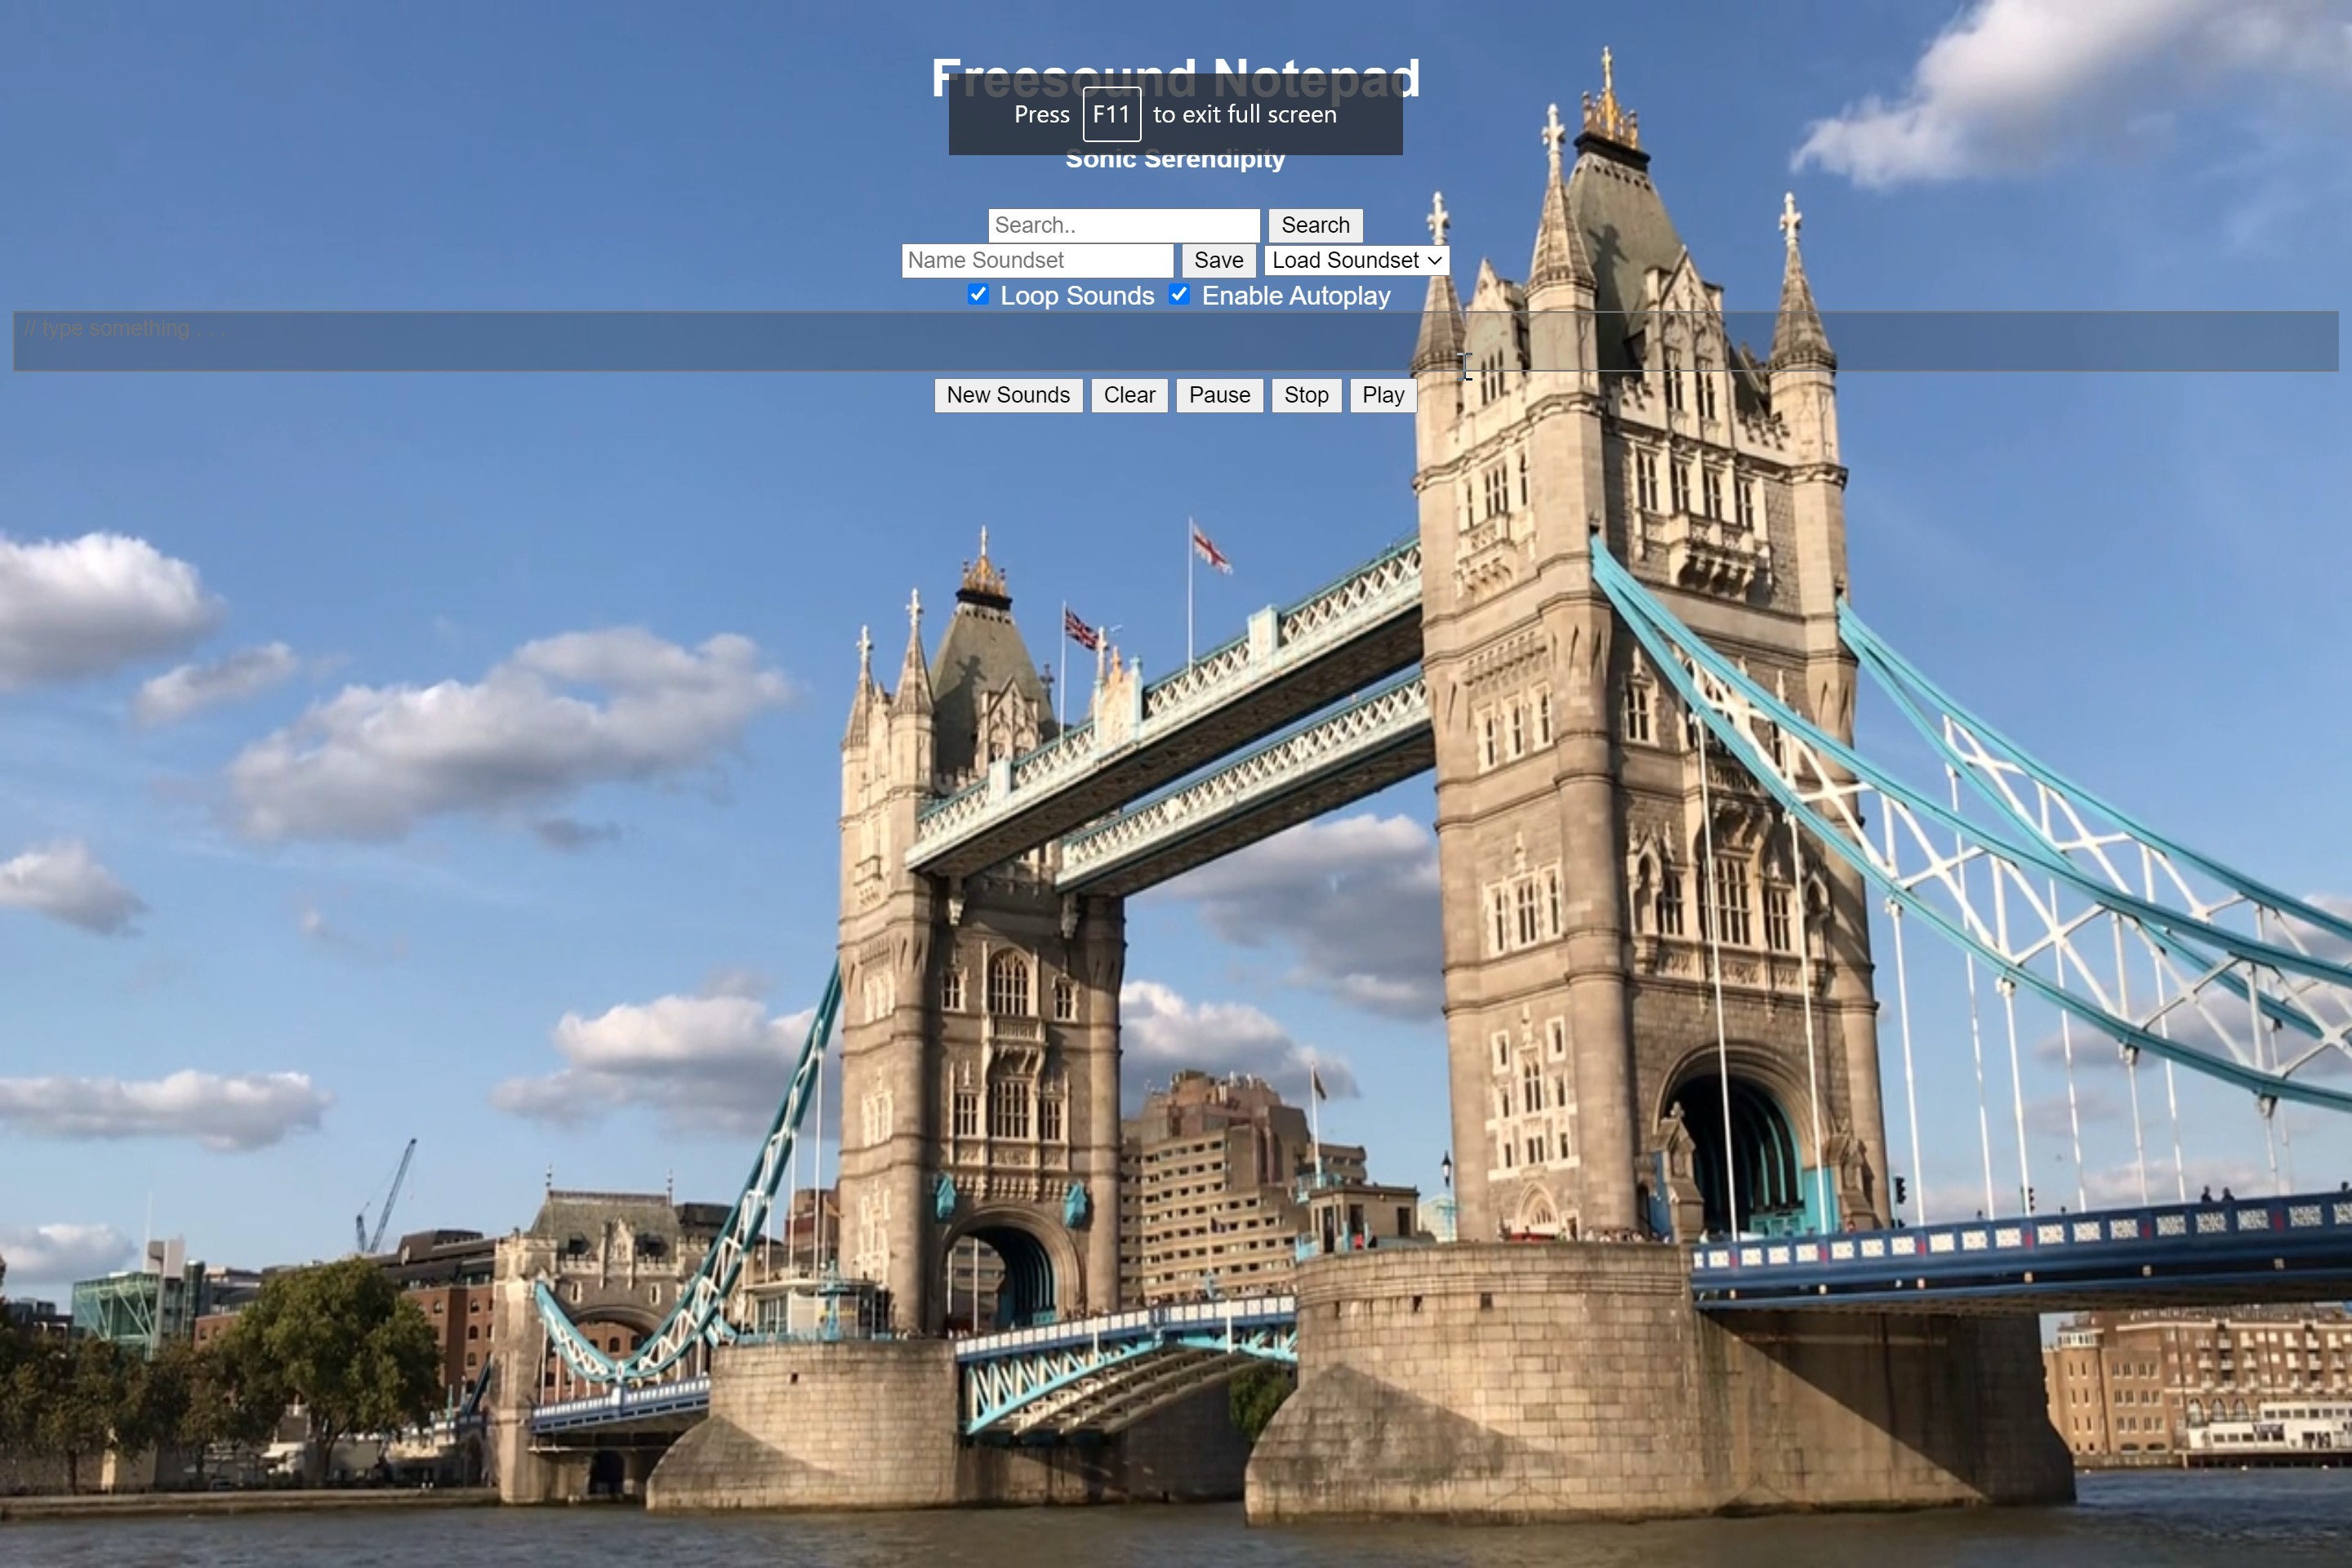 Freesound Notepad
Press F11 to exit full screen
Sonic Serendipity
Search.. Search
Name Soundset Save Load Soundset
Loop Sounds Enable Autoplay
// type something . . .
New Sounds Clear Pause Stop Play